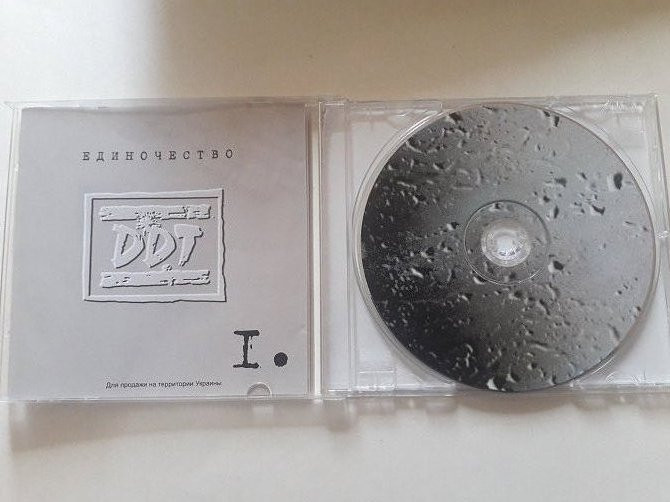 ЕДИНОЧЕСТВО
DDT
I.
Для продажи на территории Украины